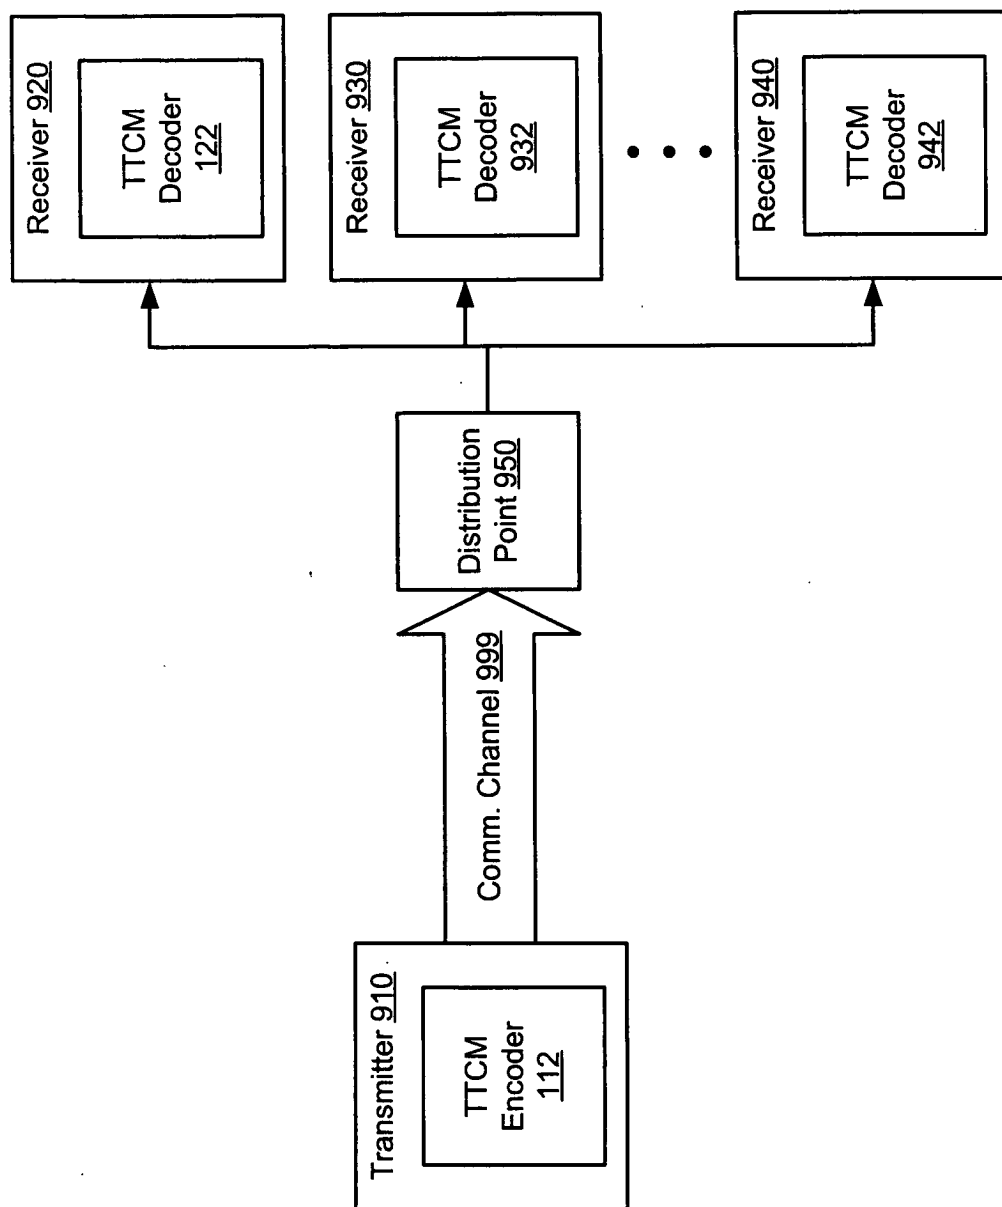 Transmitter 910
TTCM
Encoder
112
Comm. Channel 999
Distribution
Point 950
Receiver 920
TTCM
Decoder
122
Receiver 930
TTCM
Decoder
932
Receiver 940
TTCM
Decoder
942